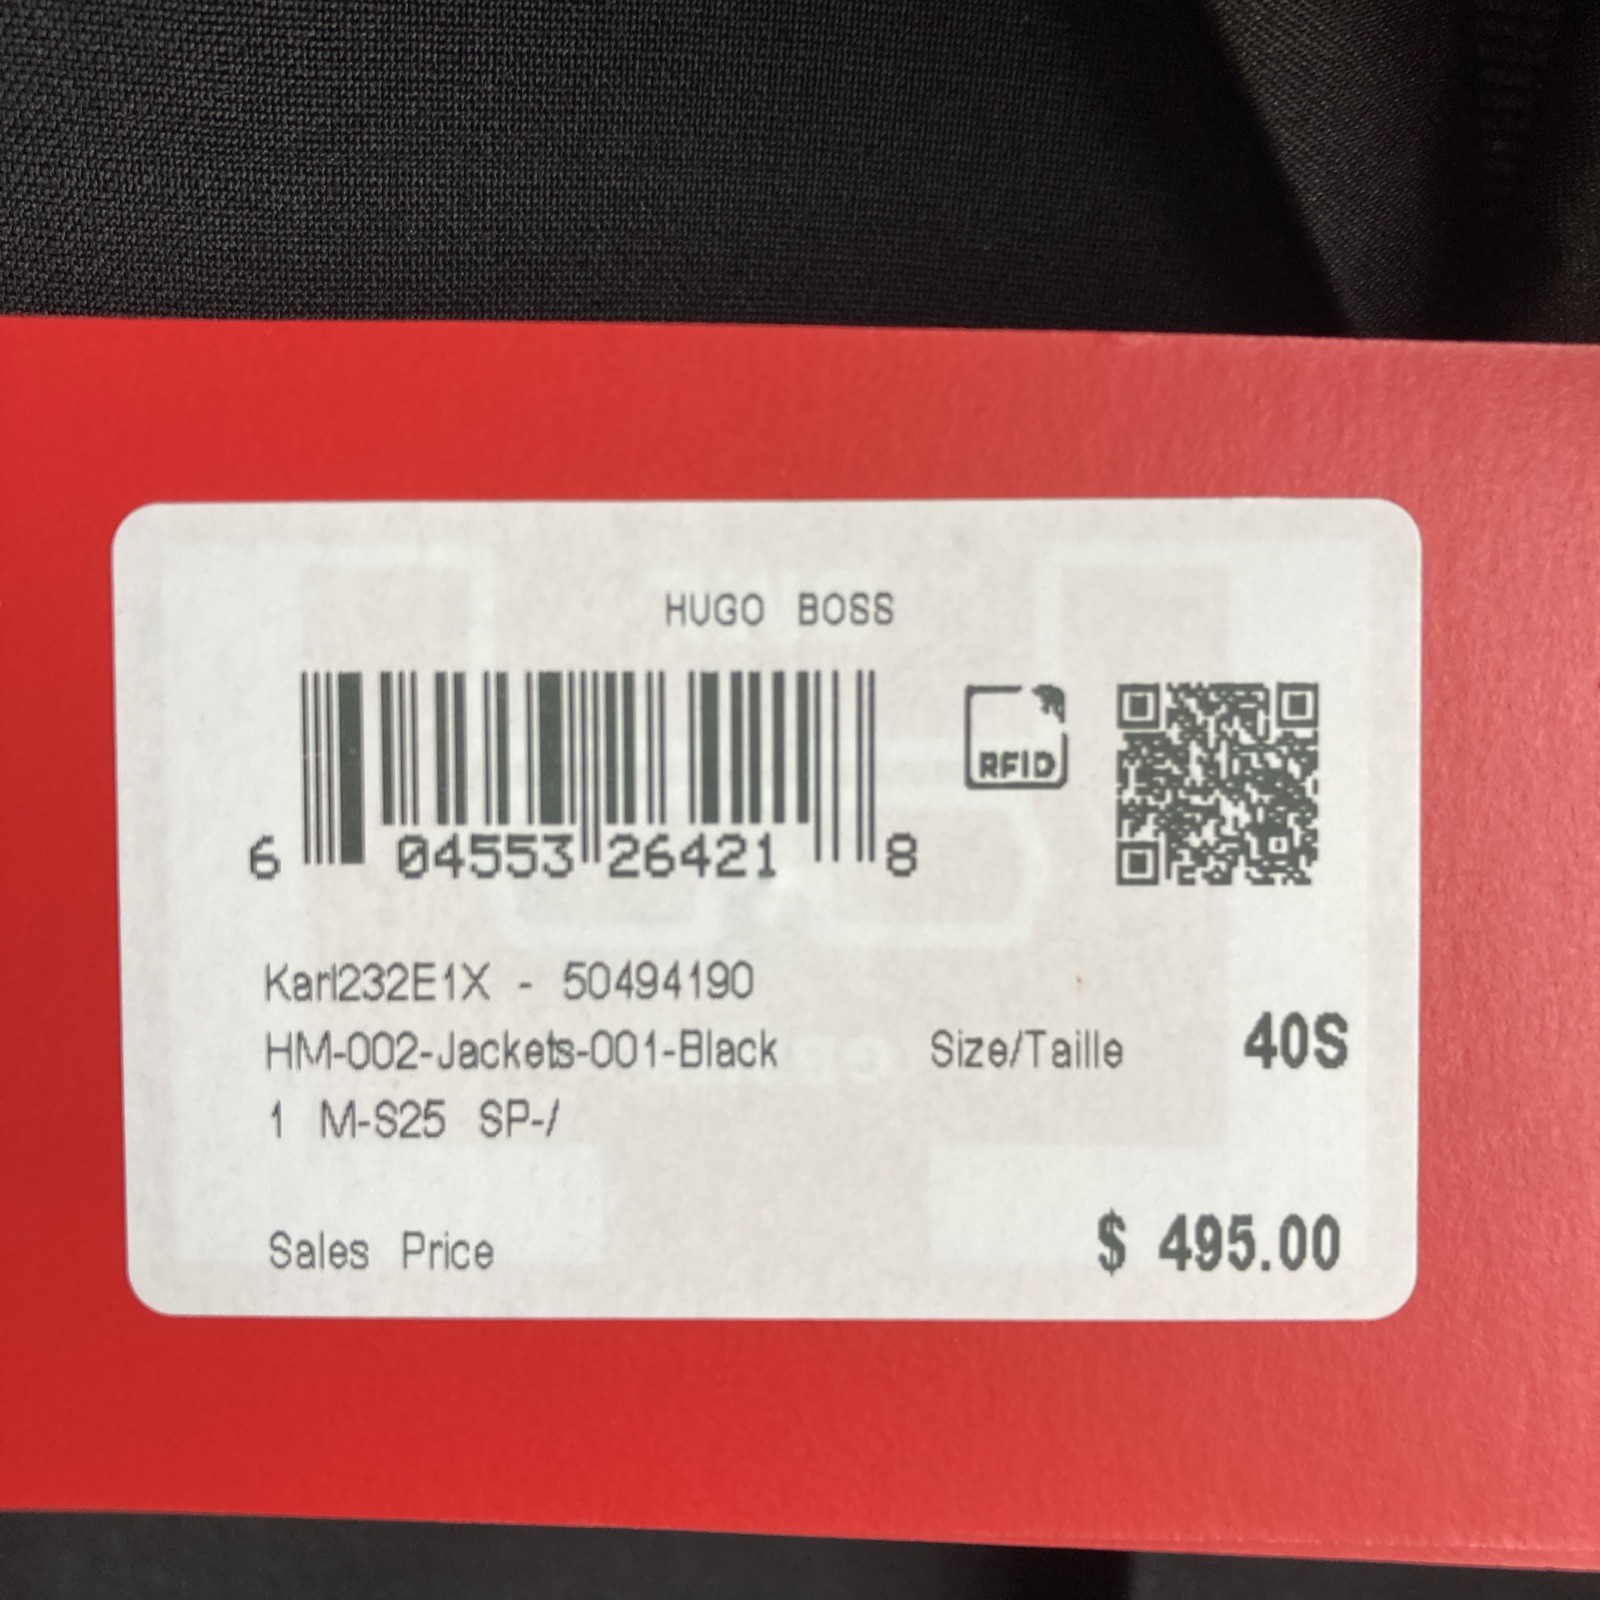 HUGO BOSS
RFID
6 04553 26421 8
Karl232E1X - 50494190
HM-002-Jackets-001-Black Size/Taille 40S
1 M-S25 SP-/
Sales Price $ 495.00